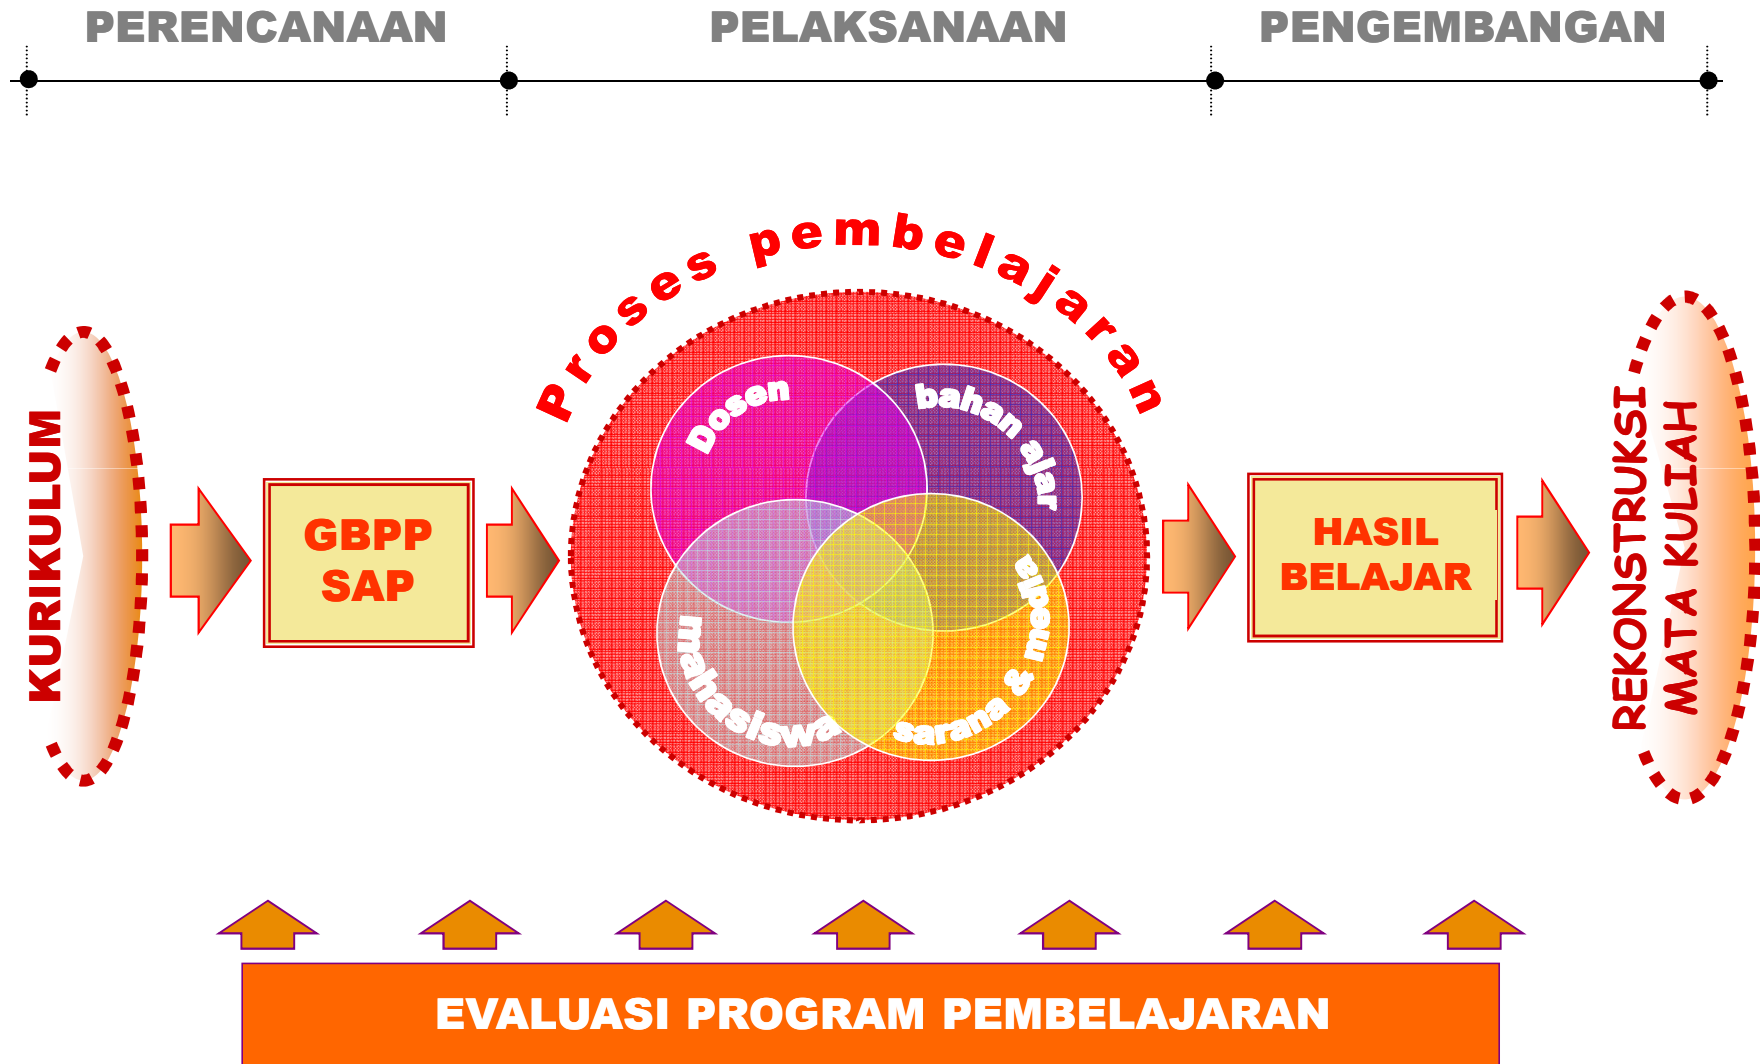 PERENCANAAN
PELAKSANAAN
PENGEMBANGAN
Proses pembelajaran
KURIKULUM
GBPP
SAP
Dosen
bahan ajar
mahasiswa
sarana & media
HASIL
BELAJAR
REKONSTRUKSI
MATA KULIAH
EVALUASI PROGRAM PEMBELAJARAN